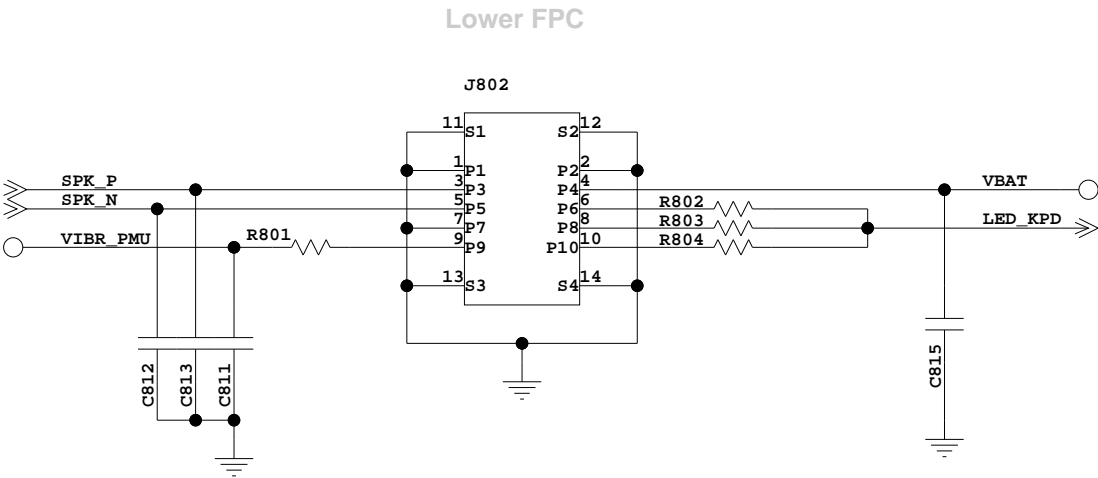 Lower FPC
J802
11 S1 S2 12
1 P1 P2 2
SPK_P 3 P3 P4 4 VBAT
SPK_N 5 P5 P6 6 R802
7 P7 P8 8 R803 LED_KPD
VIBR_PMU R801 9 P9 P10 10 R804
13 S3 S4 14
C812 C813 C811 C815